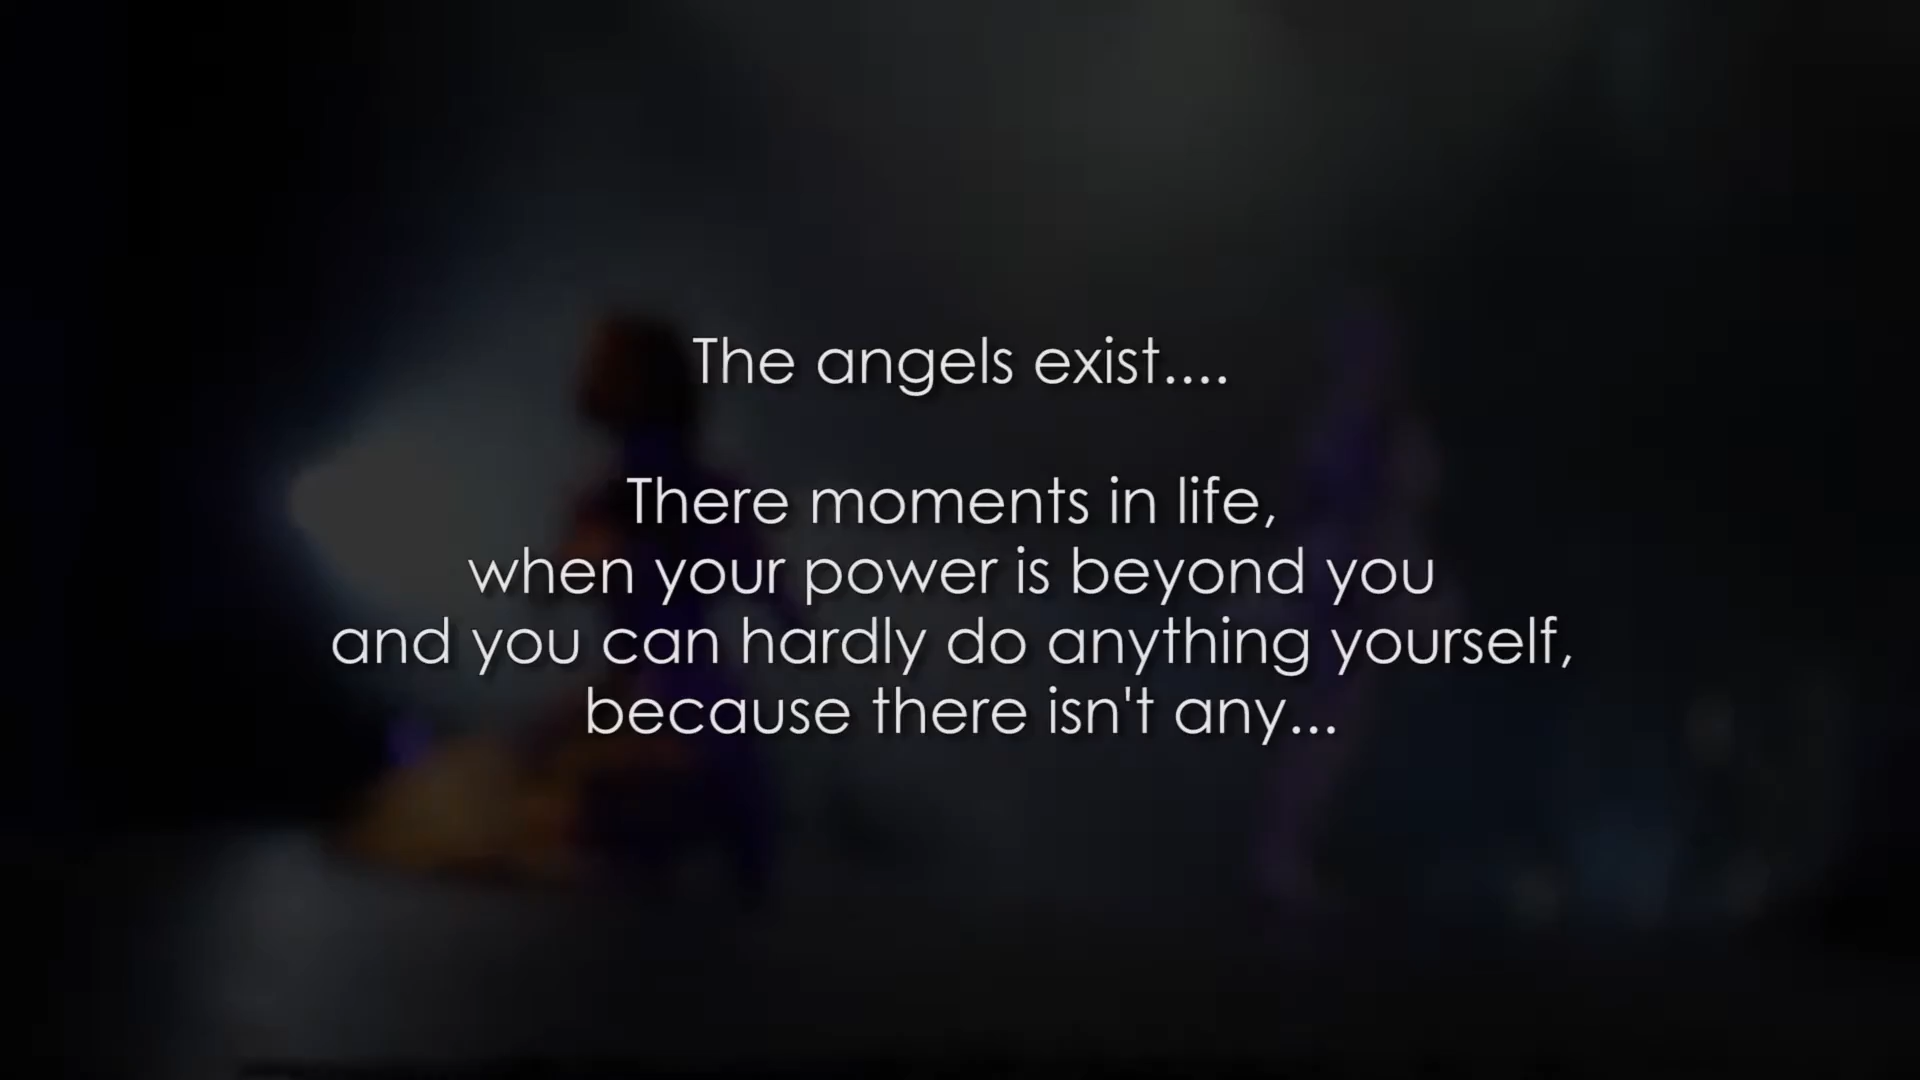 The angels exist....
There moments in life,
when your power is beyond you
and you can hardly do anything yourself,
because there isn't any...